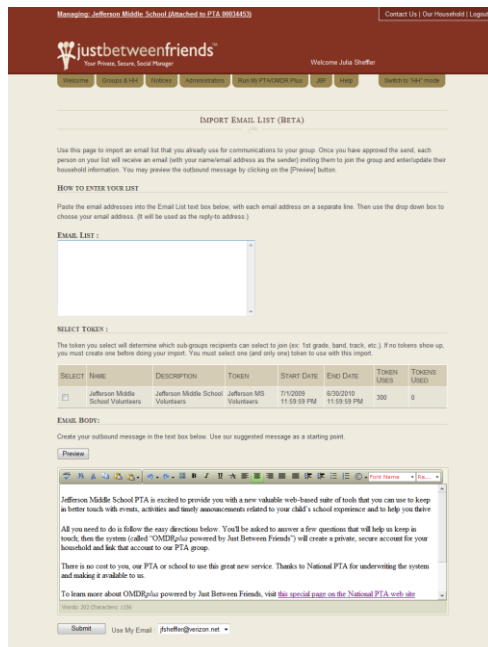 Managing: Jefferson Middle School (Attached to PTA 00034453)
Contact Us | Our Household | Logout
justbetweenfriends™
Your Private, Secure, Social Manager
Welcome Julia Sheffer
Welcome Groups & HH Notices Administrators Run My PTA/OMDR Plus JBF Help Switch to "HH" mode
IMPORT EMAIL LIST (BETA)
Use this page to import an email list that you already use for communications to your group. Once you have approved the send, each
person on your list will receive an email (with your name/email address as the sender) inviting them to join the group and enter/update their
household information. You may preview the outbound message by clicking on the [Preview] button.
HOW TO ENTER YOUR LIST
Paste the email addresses into the Email List text box below, with each email address on a separate line. Then use the drop down box to
choose your email address. (It will be used as the reply-to address.)
EMAIL LIST :
SELECT TOKEN :
The token you select will determine which sub-groups recipients can select to join (ex: 1st grade, band, track, etc.). If no tokens show-up,
you must create one before doing your import. You must select one (and only one) token to use with this import.
SELECT NAME DESCRIPTION TOKEN START DATE END DATE TOKEN USES TOKENS USED
Jefferson Middle School Volunteers Jefferson Middle School Volunteers Jefferson MS Volunteers 7/1/2009 11:59:59 PM 6/30/2010 11:59:59 PM 300 0
EMAIL BODY:
Create your outbound message in the text box below. Use our suggested message as a starting point.
Preview
B I U Font Name Re...
Jefferson Middle School PTA is excited to provide you with a new valuable web-based suite of tools that you can use to keep
in better touch with events, activities and timely announcements related to your child's school experience and to help you thrive
All you need to do is follow the easy directions below. You'll be asked to answer a few questions that will help us keep in
touch; then the system (called "OMDRplus powered by Just Between Friends") will create a private, secure account for your
household and link that account to our PTA group.
There is no cost to you, our PTA or school to use this great new service. Thanks to National PTA for underwriting the system
and making it available to us.
To learn more about OMDRplus powered by Just Between Friends, visit this special page on the National PTA web site
Words: 202 Characters: 1336
Submit Use My Email : jfsheffer@verizon.net